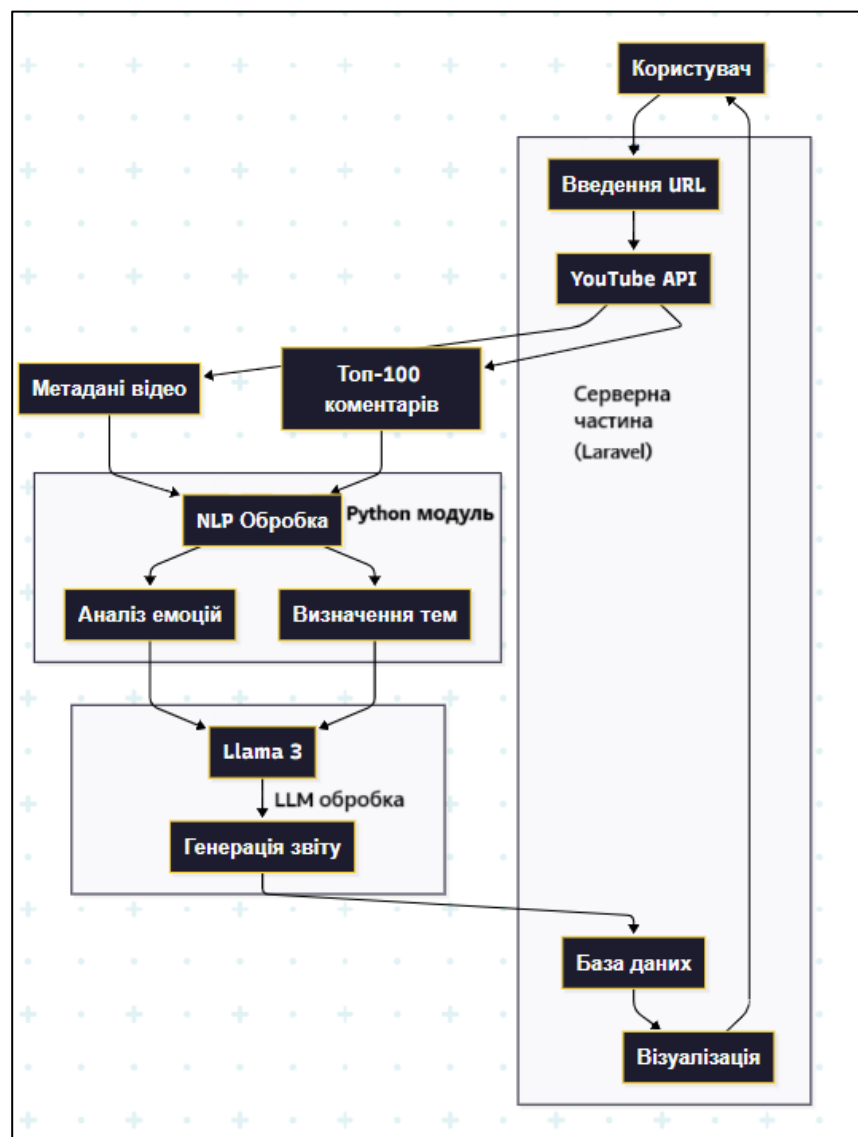 Користувач
Введення URL
YouTube API
Метадані відео
Топ-100
коментарів
Серверна
частина
(Laravel)
NLP Обробка
Python модуль
Аналіз емоцій
Визначення тем
Llama 3
LLM обробка
Генерація звіту
База даних
Візуалізація